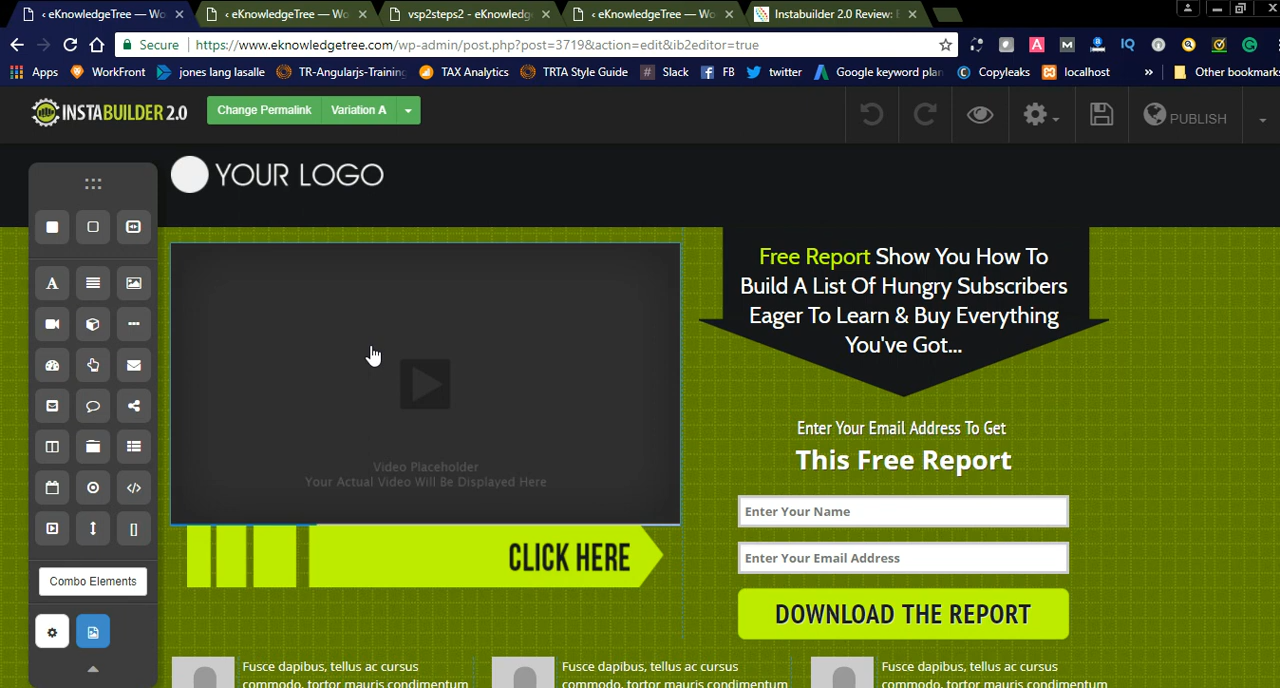 ‹ eKnowledgeTree — Wo
‹ eKnowledgeTree — Wo
vsp2steps2 - eKnowledg
‹ eKnowledgeTree — Wo
Instabuilder 2.0 Review: E
Secure
https://www.eknowledgetree.com/wp-admin/post.php?post=3719&action=edit&ib2editor=true
Apps
WorkFront
jones lang lasalle
TR-Angularjs-Training
TAX Analytics
TRTA Style Guide
Slack
FB
twitter
Google keyword plan
Copyleaks
localhost
»
Other bookmarks
INSTABUILDER 2.0
Change Permalink
Variation A
PUBLISH
YOUR LOGO
Free Report Show You How To
Build A List Of Hungry Subscribers
Eager To Learn & Buy Everything
You've Got...
Video Placeholder
Your Actual Video Will Be Displayed Here
CLICK HERE
Enter Your Email Address To Get
This Free Report
Enter Your Name
Enter Your Email Address
DOWNLOAD THE REPORT
Combo Elements
Fusce dapibus, tellus ac cursus
commodo, tortor mauris condimentum
Fusce dapibus, tellus ac cursus
commodo, tortor mauris condimentum
Fusce dapibus, tellus ac cursus
commodo, tortor mauris condimentum